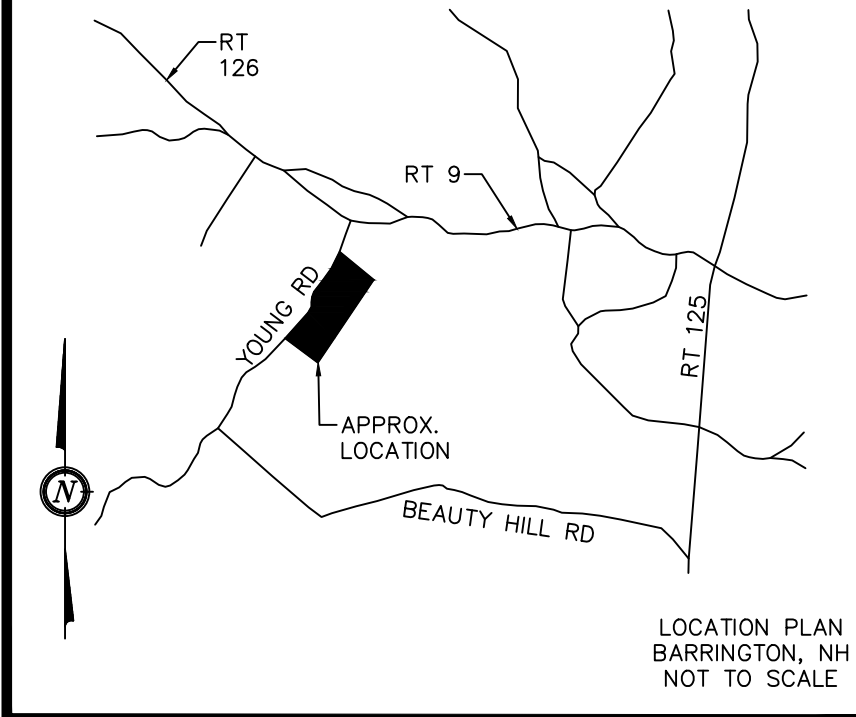 RT
126
RT 9
YOUNG RD
RT 125
APPROX.
LOCATION
N
BEAUTY HILL RD
LOCATION PLAN
BARRINGTON, NH
NOT TO SCALE